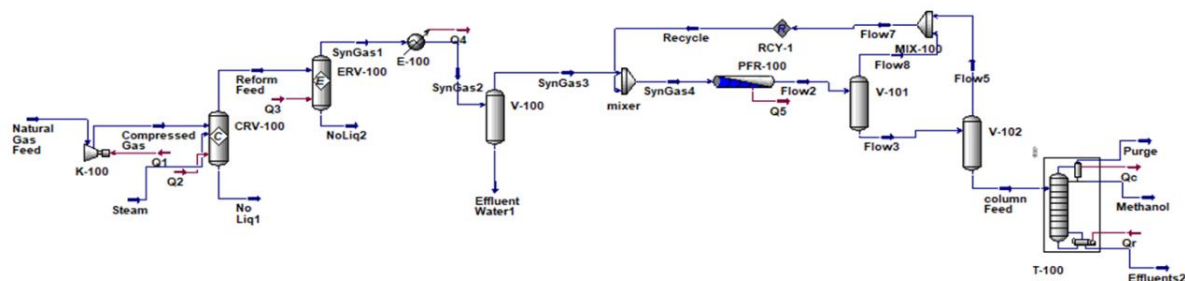 Natural
Gas
Feed
K-100
Compressed
Gas
Q1
Q2
Steam
Reform
Feed
CRV-100
C
No
Liq1
SynGas1
ERV-100
E
Q3
NoLiq2
E-100
Q4
SynGas2
V-100
SynGas3
Effluent
Water1
mixer
Recycle
SynGas4
RCY-1
R
PFR-100
Q5
Flow2
Flow7
MIX-100
Flow8
Flow5
V-101
Flow3
V-102
column
Feed
T-100
Purge
Qc
Methanol
Qr
Effluents2